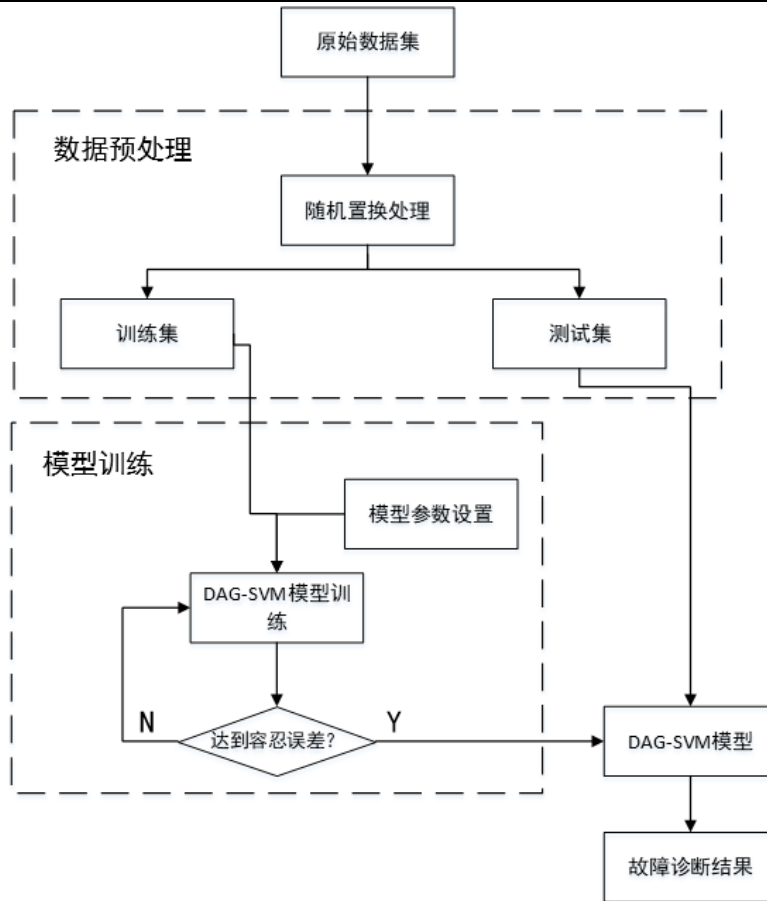 原始数据集
数据预处理
随机置换处理
训练集
测试集
模型训练
模型参数设置
DAG-SVM模型训
练
N
达到容忍误差?
Y
DAG-SVM模型
故障诊断结果